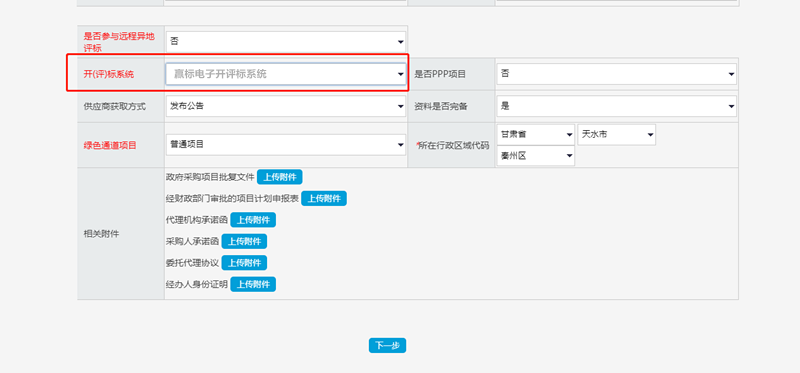 是否参与远程异地
评标
否
开(评)标系统
赢标电子开评标系统
是否PPP项目
否
供应商获取方式
发布公告
资料是否完备
是
绿色通道项目
普通项目
*所在行政区域代码
甘肃省
天水市
秦州区
相关附件
政府采购项目批复文件 上传附件
经财政部门审批的项目计划申报表 上传附件
代理机构承诺函 上传附件
采购人承诺函 上传附件
委托代理协议 上传附件
经办人身份证明 上传附件
下一步